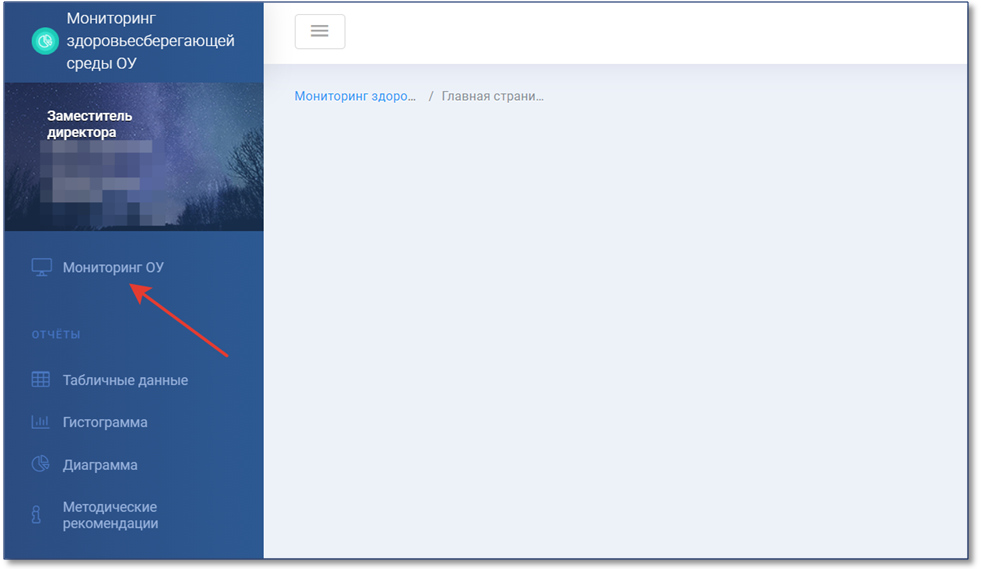 Мониторинг
здоровьесберегающей
среды ОУ
Заместитель
директора
Мониторинг здоро... / Главная страни...
Мониторинг ОУ
ОТЧЁТЫ
Табличные данные
Гистограмма
Диаграмма
Методические
рекомендации